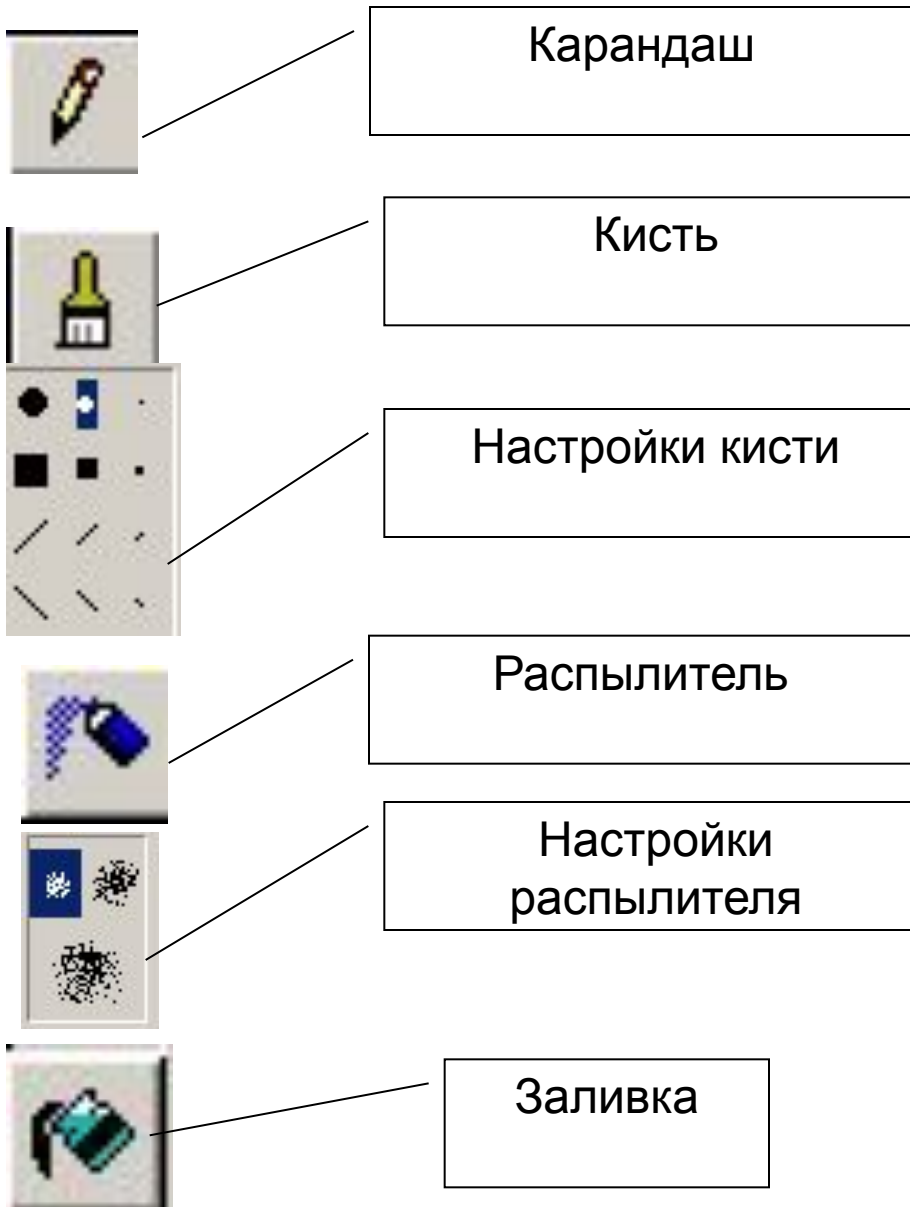 Карандаш
Кисть
Настройки кисти
Распылитель
Настройки
распылителя
Заливка